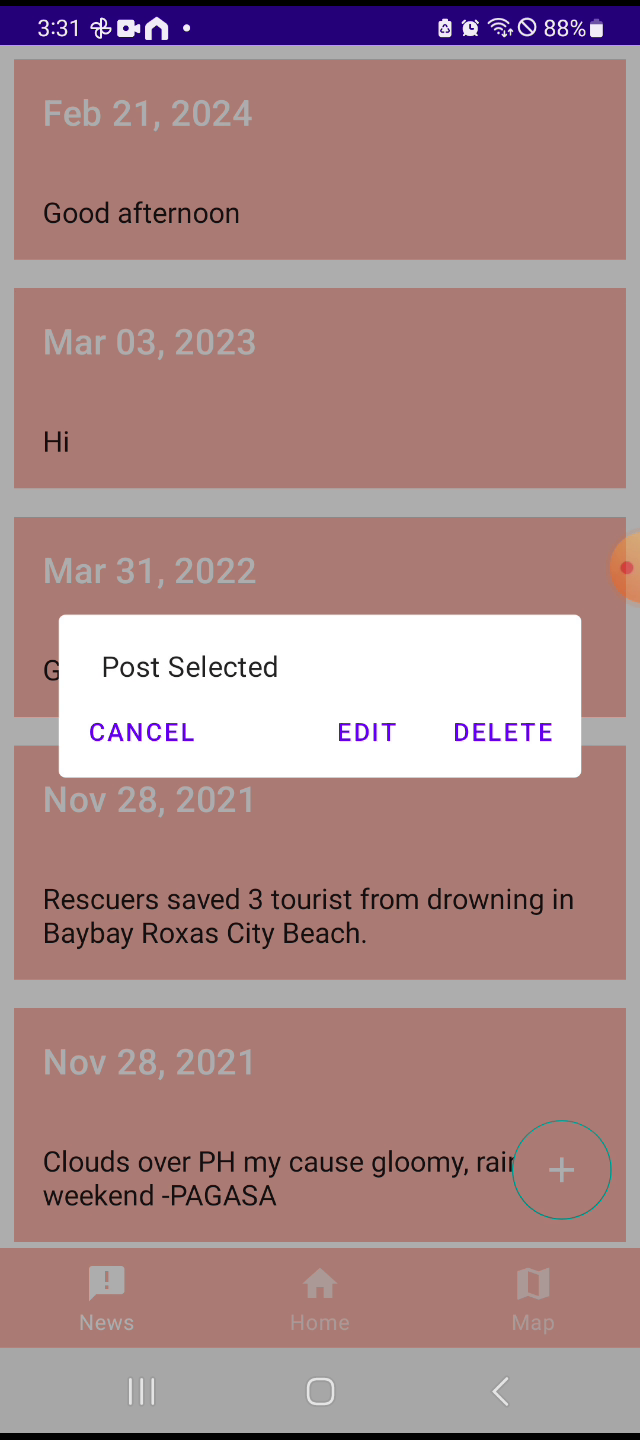 3:31
88%
Feb 21, 2024
Good afternoon
Mar 03, 2023
Hi
Mar 31, 2022
G
Post Selected
CANCEL EDIT DELETE
Nov 28, 2021
Rescuers saved 3 tourist from drowning in
Baybay Roxas City Beach.
Nov 28, 2021
Clouds over PH my cause gloomy,
weekend -PAGASA
News Home Map